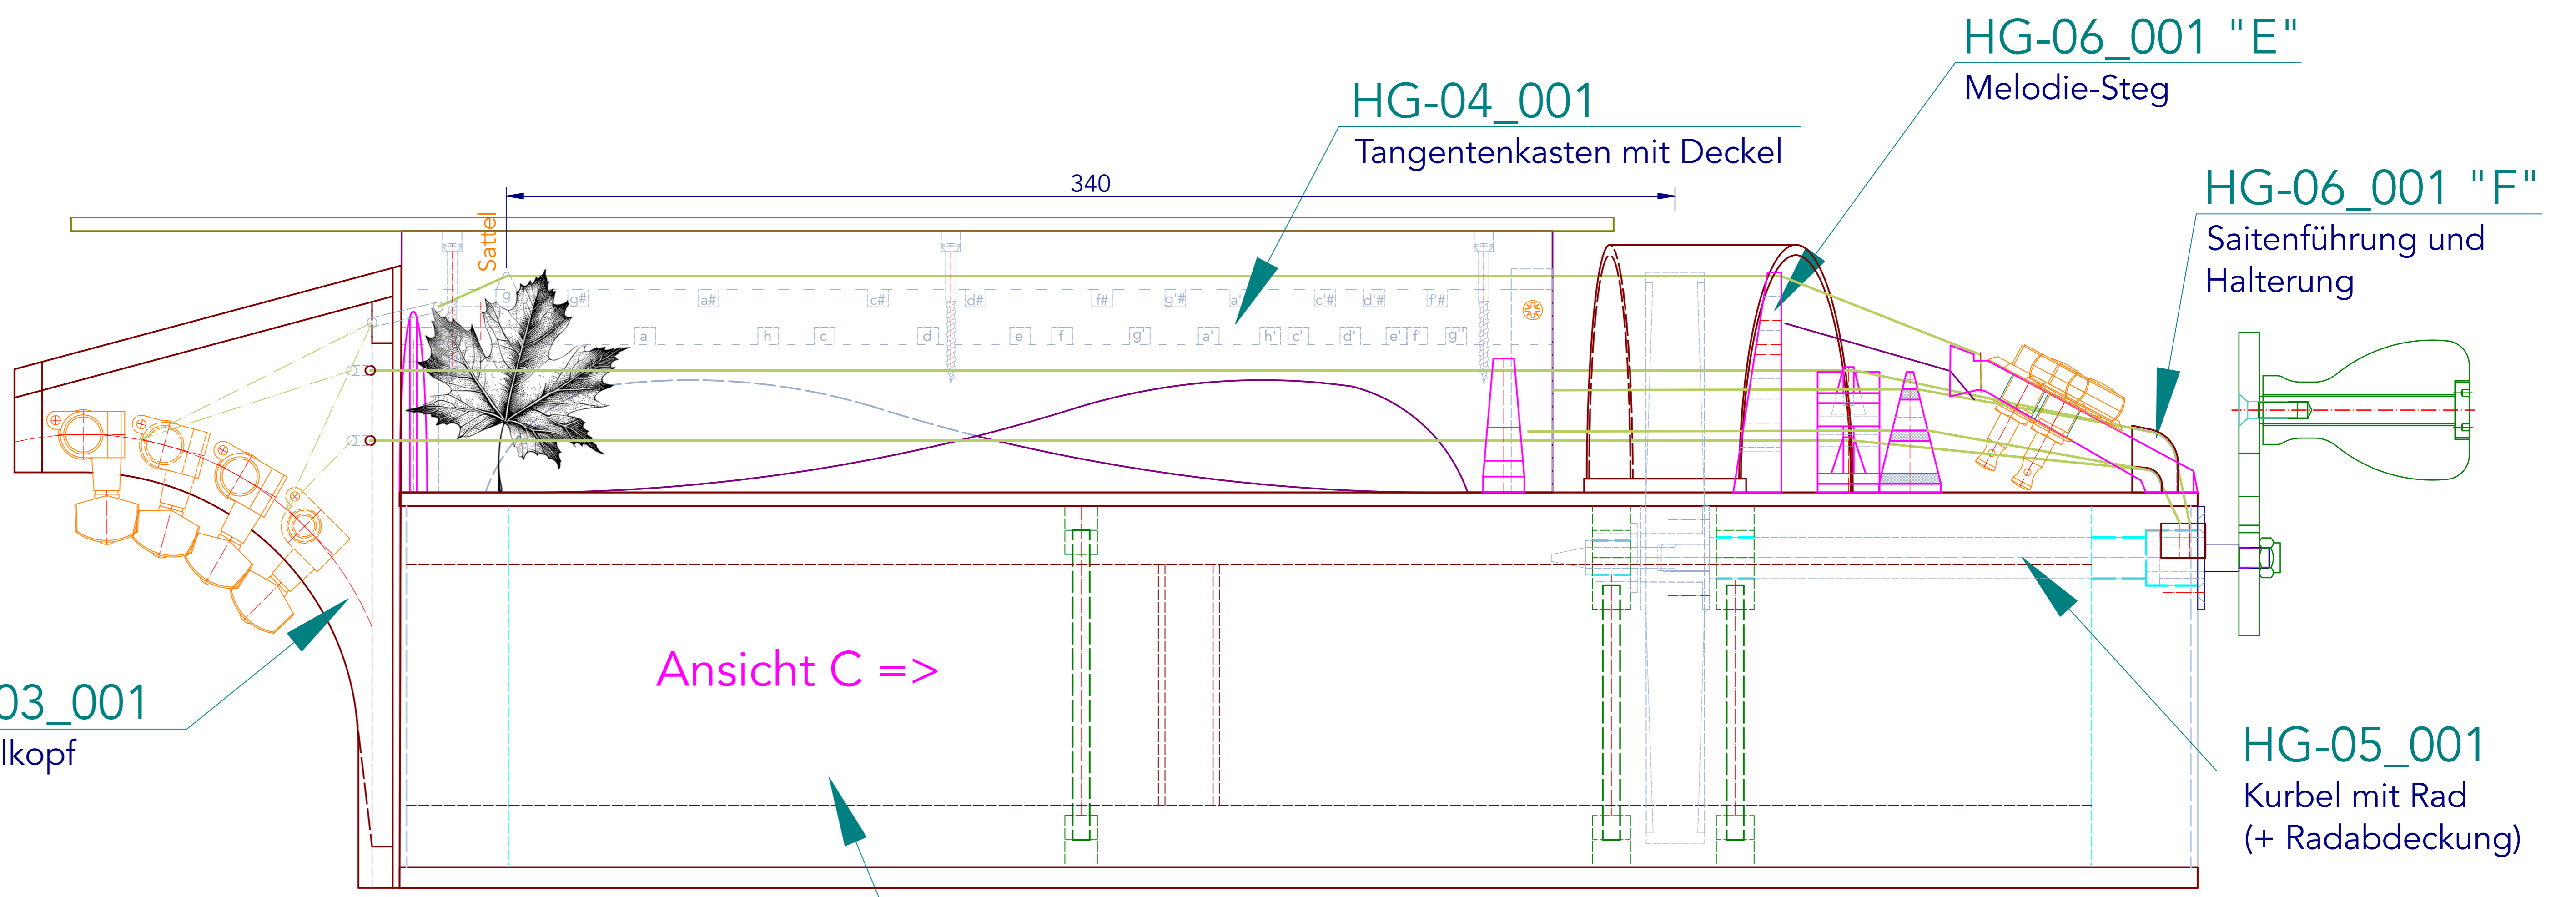 HG-06_001 "E"
Melodie-Steg
HG-04_001
Tangentenkasten mit Deckel
HG-06_001 "F"
Saitenführung und
Halterung
340
Sattel
g g# a# c# d# f# g'# a' c'# d'# f'#
a h c d e f g' a' h' c' d' e' f' g''
Ansicht C =>
03_001
lkopf
HG-05_001
Kurbel mit Rad
(+ Radabdeckung)